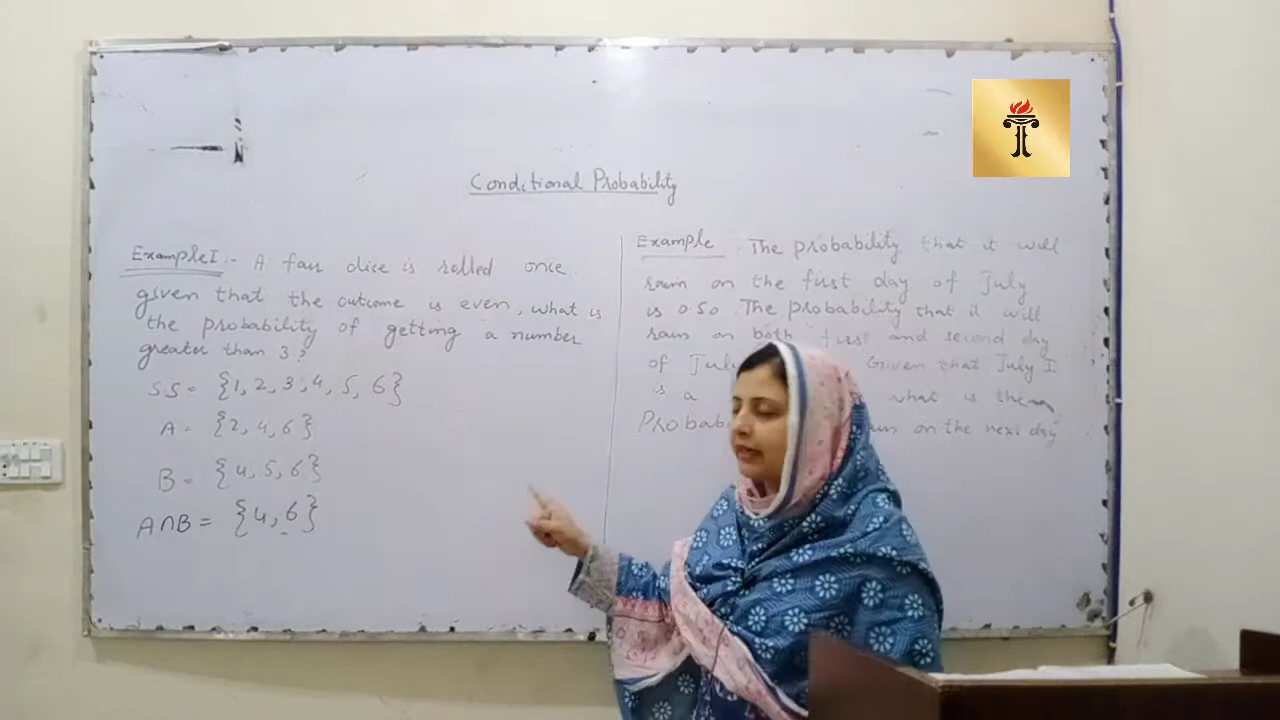 Conditional Probability
Example I :- A fair dice is rolled once
given that the outcome is even, what is
the probability of getting a number
greater than 3?
S.S = {1, 2, 3, 4, 5, 6}
A = {2, 4, 6}
B = {4, 5, 6}
A∩B = {4, 6}
Example . The probability that it will
rain on the first day of July
is 0.50 . The probability that it will
rain on both first and second day
of July Given that July I
is a what is the
on the next day